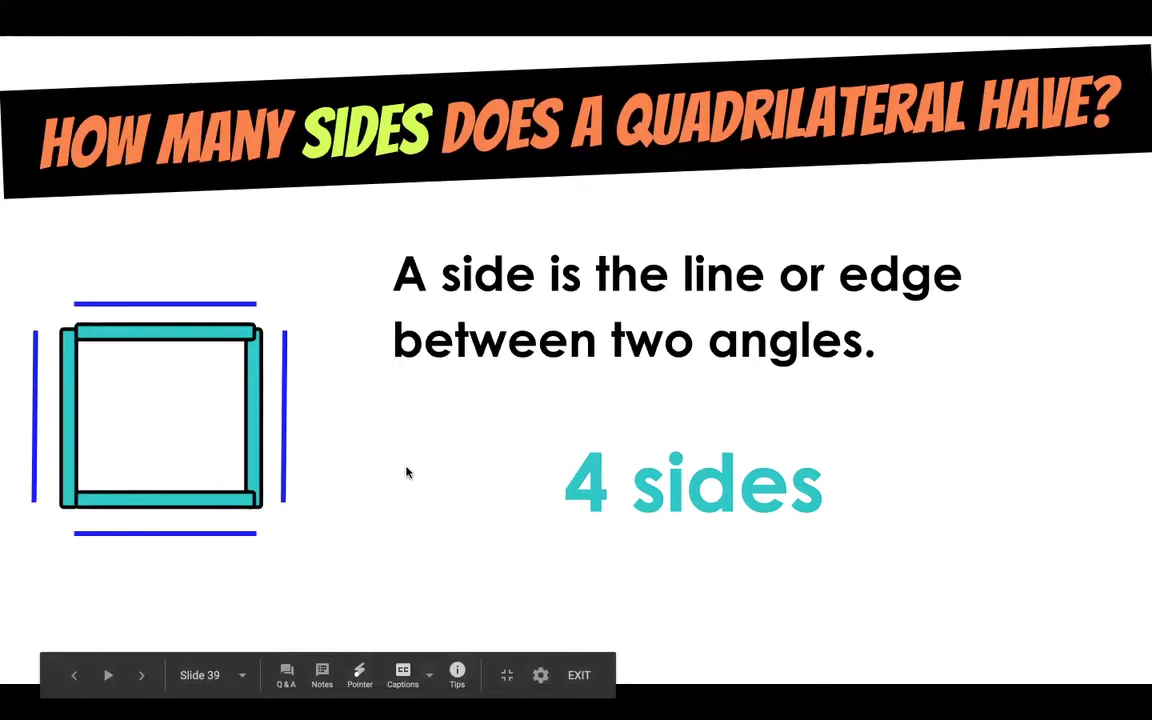 HOW MANY SIDES DOES A QUADRILATERAL HAVE?
A side is the line or edge
between two angles.
4 sides
Slide 39
Q & A
Notes
Pointer
CC
Captions
Tips
EXIT